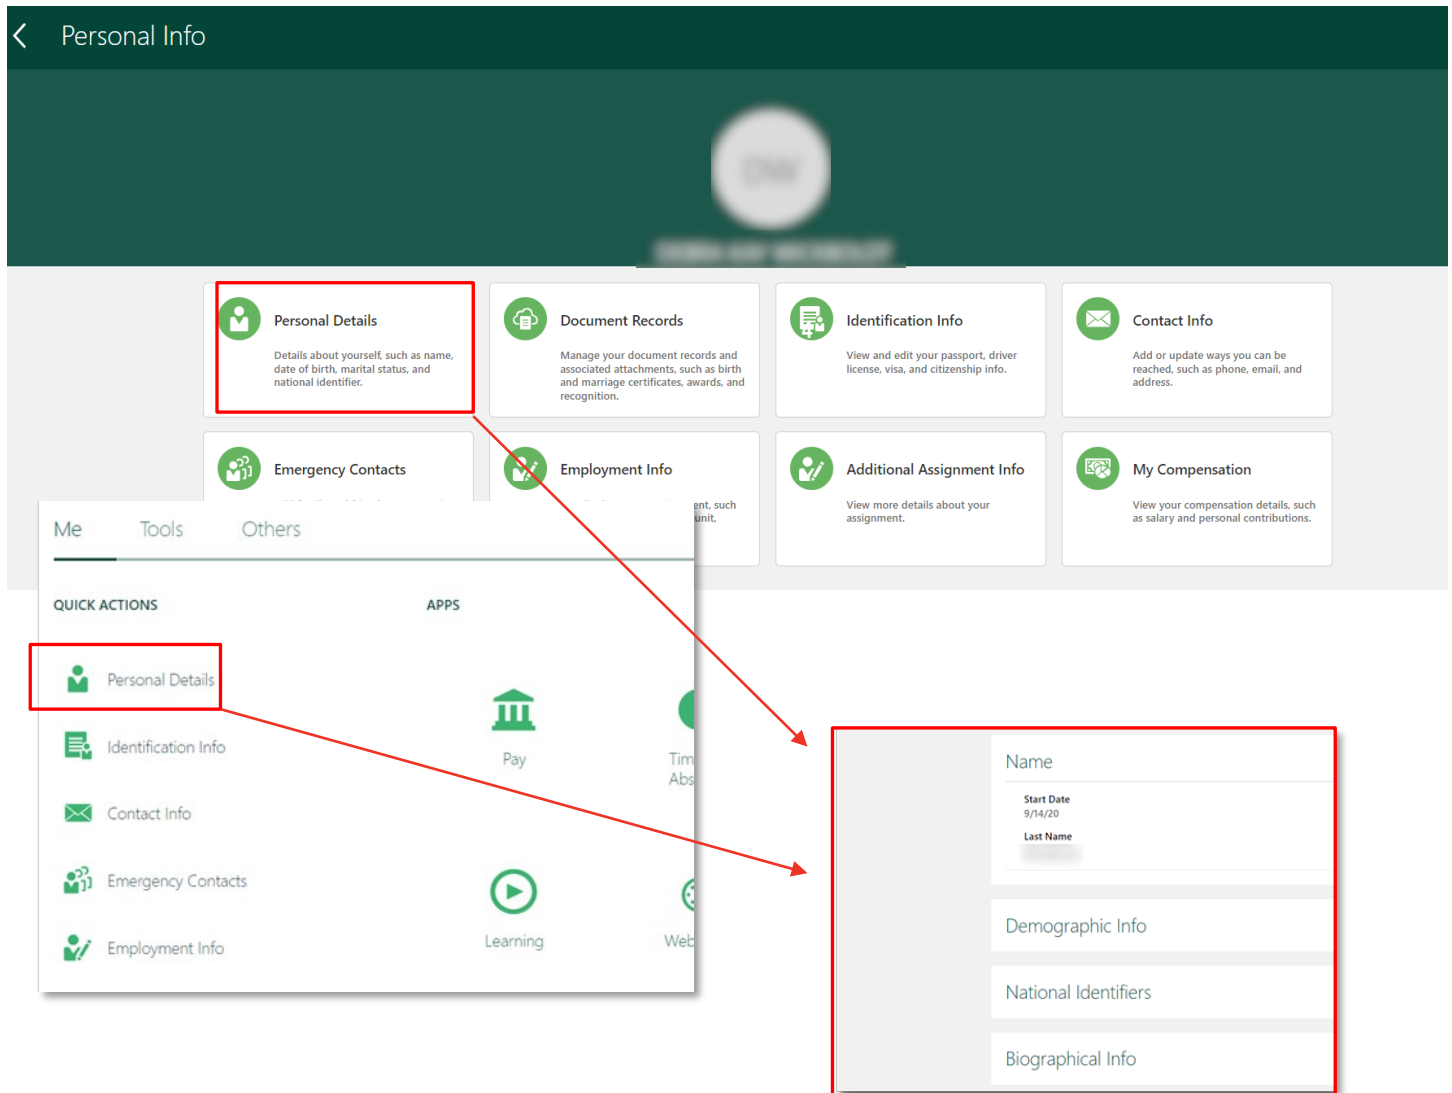 Personal Info
Personal Details
Details about yourself, such as name,
date of birth, marital status, and
national identifier.
Document Records
Manage your document records and
associated attachments, such as birth
and marriage certificates, awards, and
recognition.
Identification Info
View and edit your passport, driver
license, visa, and citizenship info.
Contact Info
Add or update ways you can be
reached, such as phone, email, and
address.
Emergency Contacts
Employment Info
ent, such
unit,
Additional Assignment Info
View more details about your
assignment.
My Compensation
View your compensation details, such
as salary and personal contributions.
Me Tools Others
QUICK ACTIONS
Personal Details
Identification Info
Contact Info
Emergency Contacts
Employment Info
APPS
Pay
Tim
Abs
Learning
Web
Name
Start Date
9/14/20
Last Name
Demographic Info
National Identifiers
Biographical Info